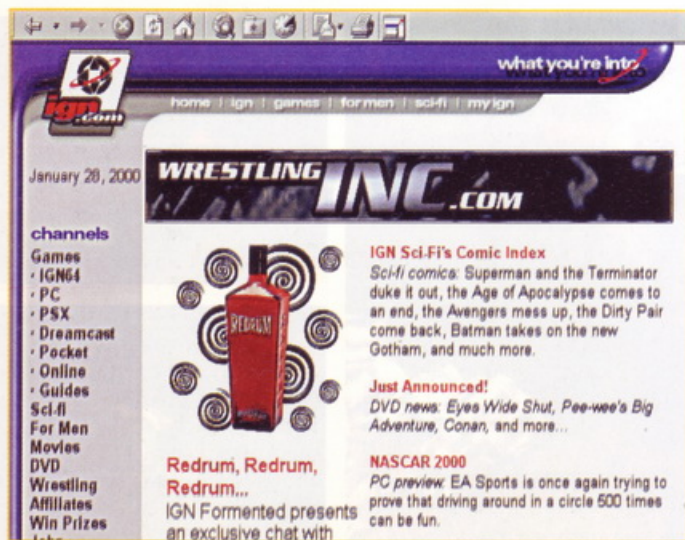 what you're into
ign
.com
home | ign | games | for men | sci-fi | my ign
January 28, 2000
WRESTLING INC.COM
channels
Games
· IGN64
· PC
· PSX
· Dreamcast
· Pocket
· Online
· Guides
Sci-fi
For Men
Movies
DVD
Wrestling
Affiliates
Win Prizes
Jobs
REDRUM
Redrum, Redrum,
Redrum...
IGN Formented presents
an exclusive chat with
IGN Sci-Fi's Comic Index
Sci-fi comics: Superman and the Terminator
duke it out, the Age of Apocalypse comes to
an end, the Avengers mess up, the Dirty Pair
come back, Batman takes on the new
Gotham, and much more.
Just Announced!
DVD news: Eyes Wide Shut, Pee-wee's Big
Adventure, Conan, and more...
NASCAR 2000
PC preview: EA Sports is once again trying to
prove that driving around in a circle 500 times
can be fun.